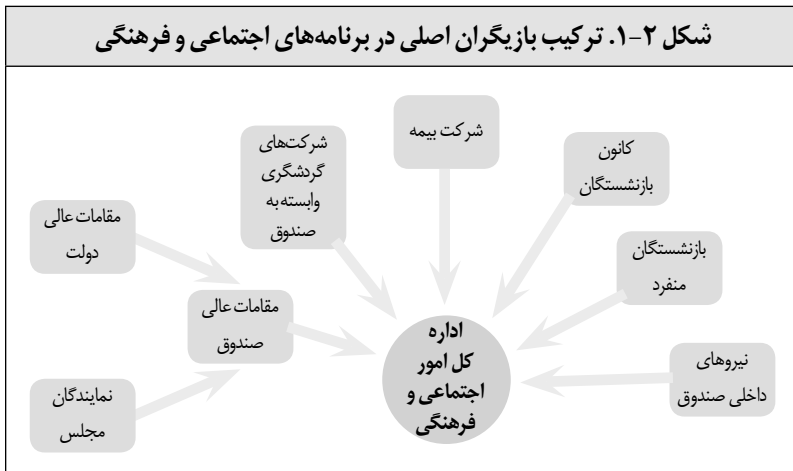 شکل ۲-۱. ترکیب بازیگران اصلی در برنامه‌های اجتماعی و فرهنگی
شرکت بیمه
کانون
بازنشستگان
شرکت‌های
گردشگری
وابسته به
صندوق
مقامات عالی
دولت
بازنشستگان
منفرد
مقامات عالی
صندوق
اداره
کل امور
اجتماعی و
فرهنگی
نیروهای
داخلی صندوق
نمایندگان
مجلس